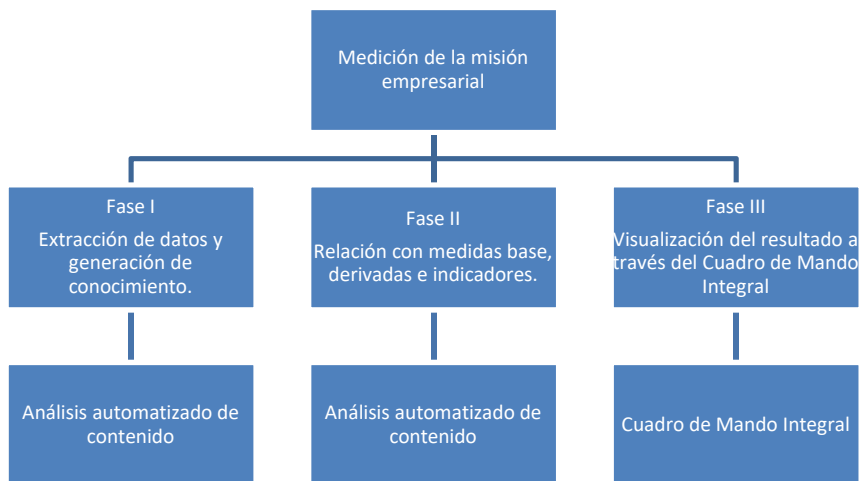 Medición de la misión
empresarial
Fase I
Extracción de datos y
generación de
conocimiento.
Fase II
Relación con medidas base,
derivadas e indicadores.
Fase III
Visualización del resultado a
través del Cuadro de Mando
Integral
Análisis automatizado de
contenido
Análisis automatizado de
contenido
Cuadro de Mando Integral